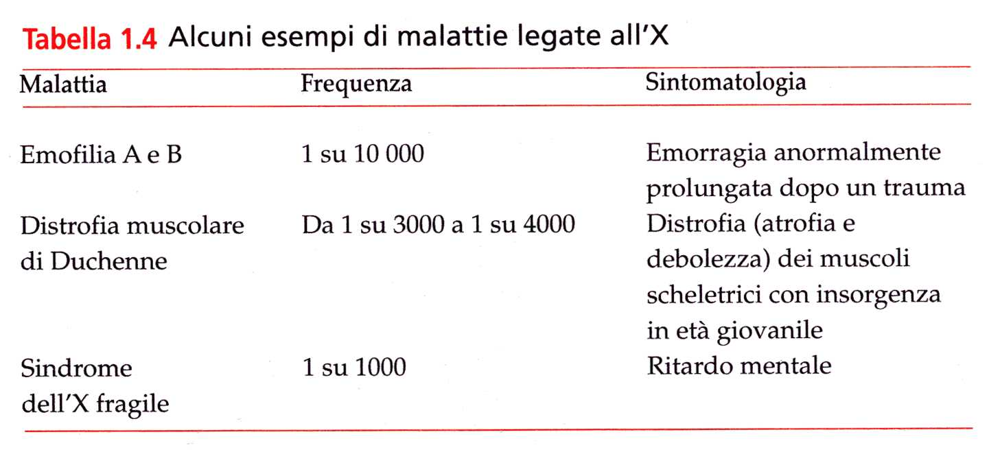 Tabella 1.4 Alcuni esempi di malattie legate all'X
Malattia Frequenza Sintomatologia
Emofilia A e B 1 su 10 000 Emorragia anormalmente
prolungata dopo un trauma
Distrofia muscolare Da 1 su 3000 a 1 su 4000 Distrofia (atrofia e
di Duchenne debolezza) dei muscoli
scheletrici con insorgenza
in età giovanile
Sindrome 1 su 1000 Ritardo mentale
dell'X fragile